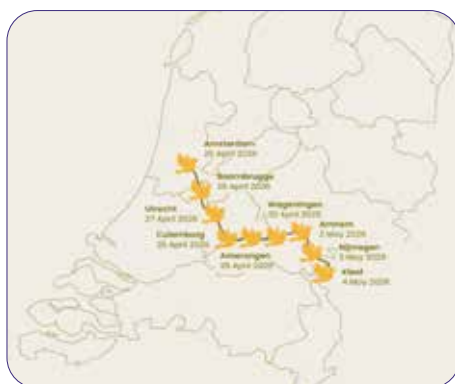 Amsterdam
25 April 2026
Baambrugge
26 April 2026
Utrecht
27 April 2026
Culemborg
28 April 2026
Amerongen
29 April 2026
Wageningen
30 April 2026
Arnhem
2 May 2026
Nijmegen
3 May 2026
Kleef
4 May 2026